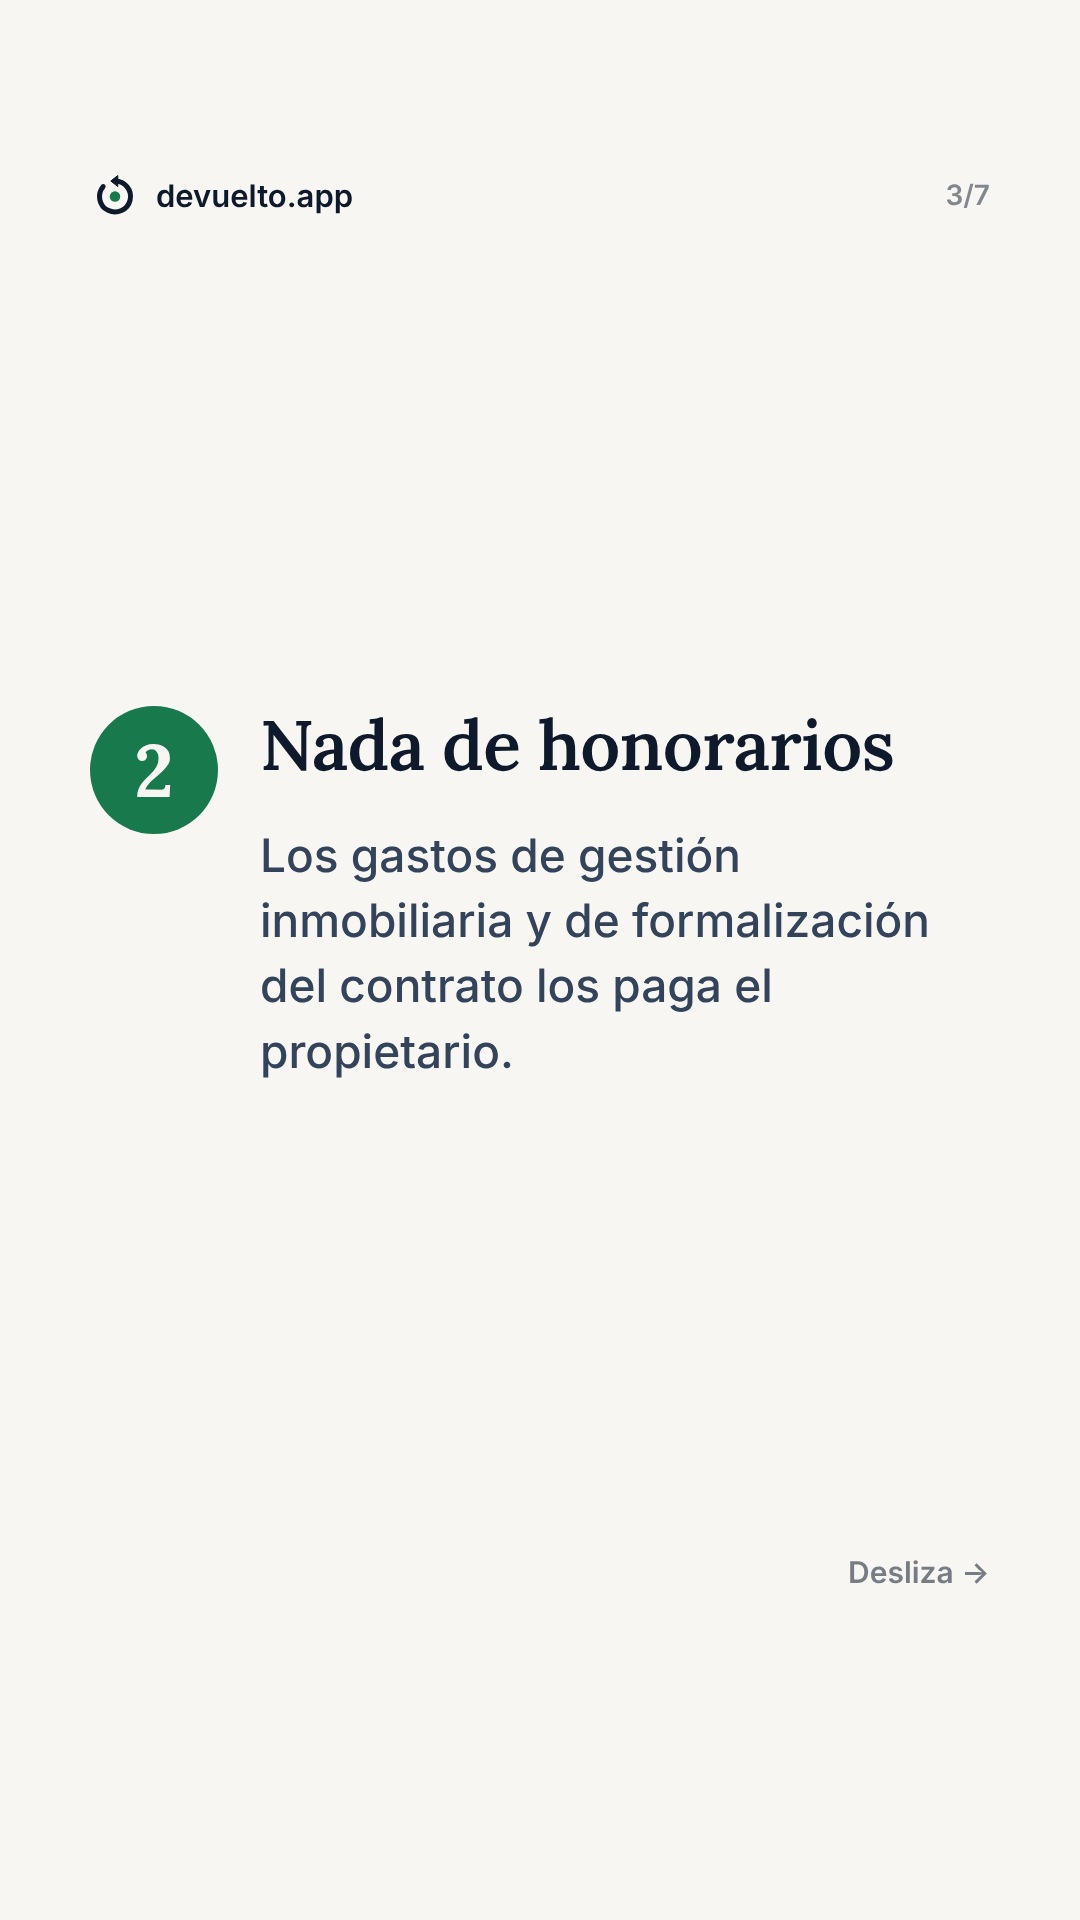 devuelto.app
3/7
2
Nada de honorarios
Los gastos de gestión
inmobiliaria y de formalización
del contrato los paga el
propietario.
Desliza →